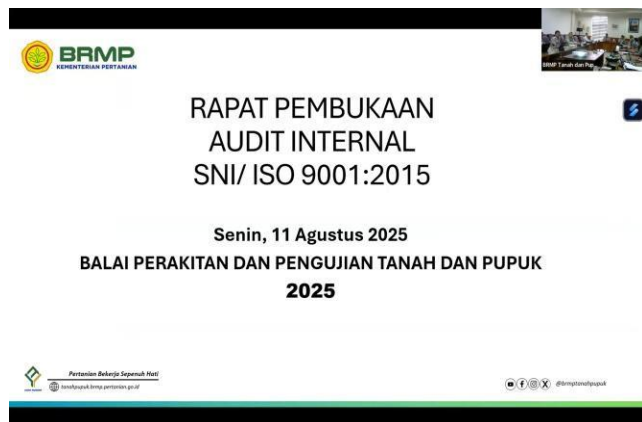 BRMP
KEMENTERIAN PERTANIAN
BRMP Tanah dan Pup...
RAPAT PEMBUKAAN
AUDIT INTERNAL
SNI/ ISO 9001:2015
Senin, 11 Agustus 2025
BALAI PERAKITAN DAN PENGUJIAN TANAH DAN PUPUK
2025
Pertanian Bekerja Sepenuh Hati
tanahpupuk.brmp.pertanian.go.id
@brmptanahpupuk